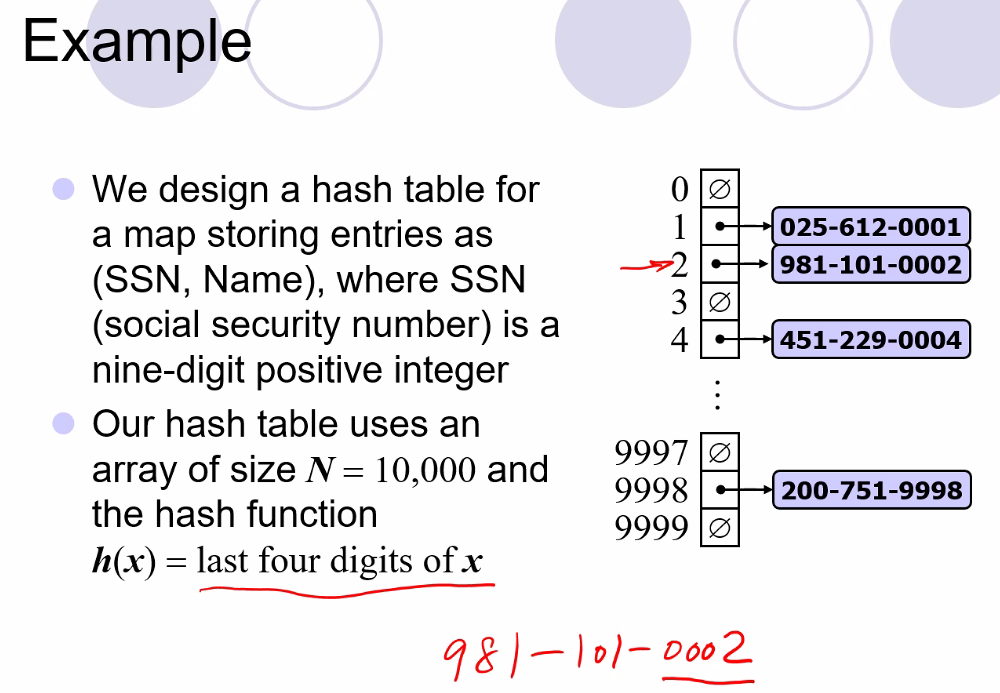 Example
We design a hash table for
a map storing entries as
(SSN, Name), where SSN
(social security number) is a
nine-digit positive integer
Our hash table uses an
array of size N = 10,000 and
the hash function
h(x) = last four digits of x
0 ∅
1 025-612-0001
2 981-101-0002
3 ∅
4 451-229-0004
⋮
9997 ∅
9998 200-751-9998
9999 ∅
981-101-0002